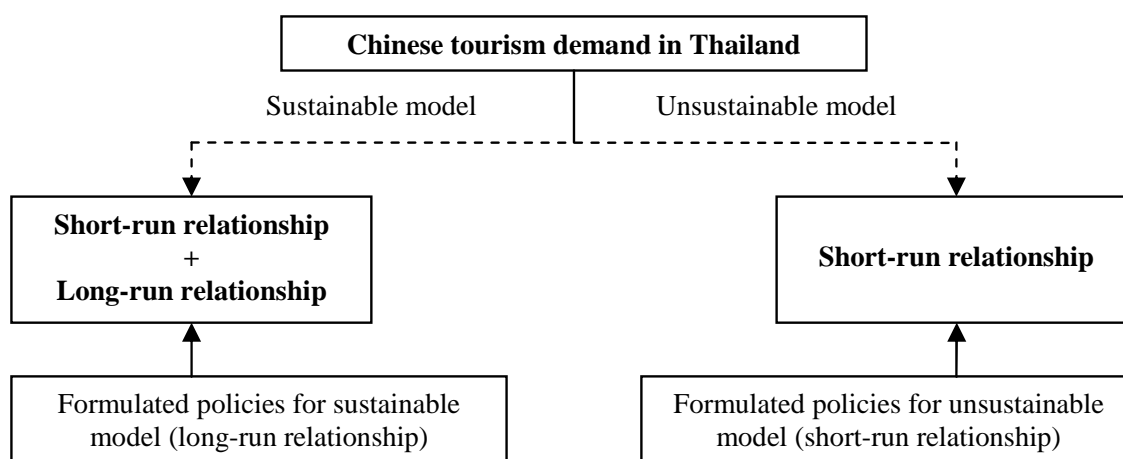 Chinese tourism demand in Thailand
Sustainable model
Unsustainable model
Short-run relationship
+
Long-run relationship
Short-run relationship
Formulated policies for sustainable
model (long-run relationship)
Formulated policies for unsustainable
model (short-run relationship)